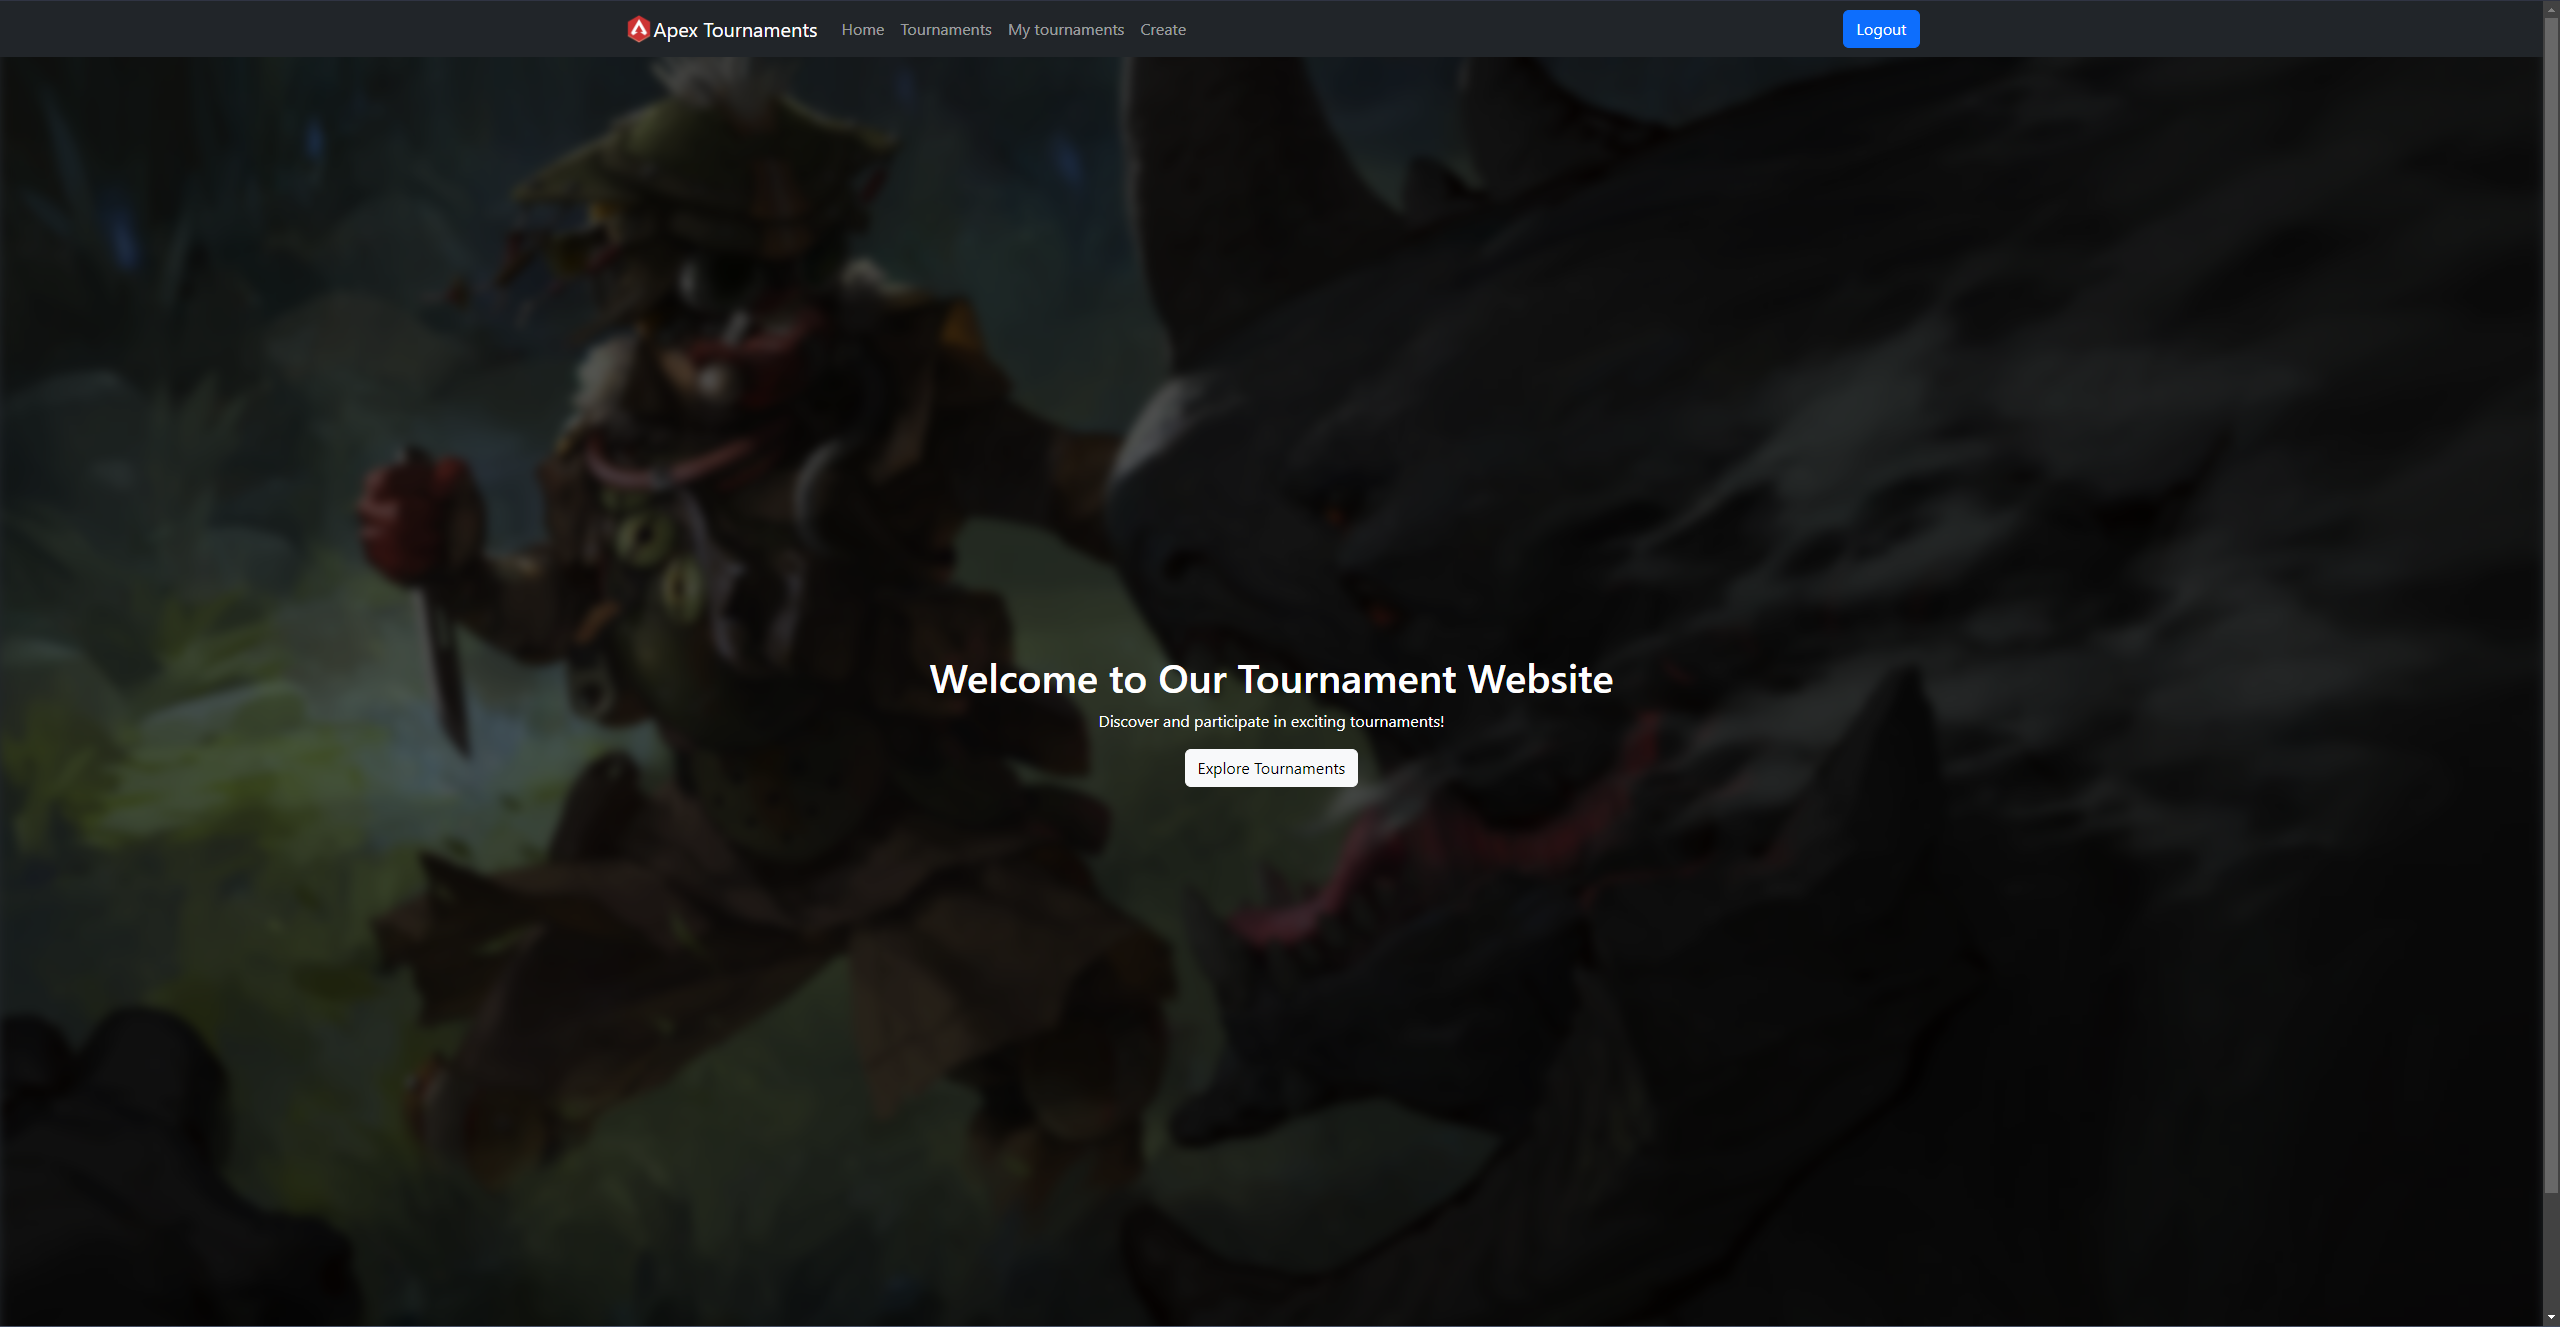 Apex Tournaments Home Tournaments My tournaments Create Logout
Welcome to Our Tournament Website
Discover and participate in exciting tournaments!
Explore Tournaments